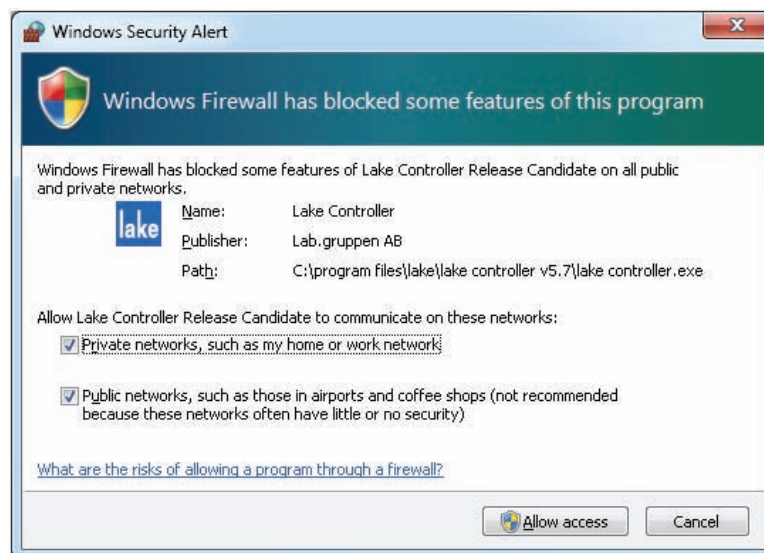 Windows Security Alert
Windows Firewall has blocked some features of this program
Windows Firewall has blocked some features of Lake Controller Release Candidate on all public
and private networks.
lake
Name: Lake Controller
Publisher: Lab.gruppen AB
Path: C:\program files\lake\lake controller v5.7\lake controller.exe
Allow Lake Controller Release Candidate to communicate on these networks:
Private networks, such as my home or work network
Public networks, such as those in airports and coffee shops (not recommended
because these networks often have little or no security)
What are the risks of allowing a program through a firewall?
Allow access
Cancel